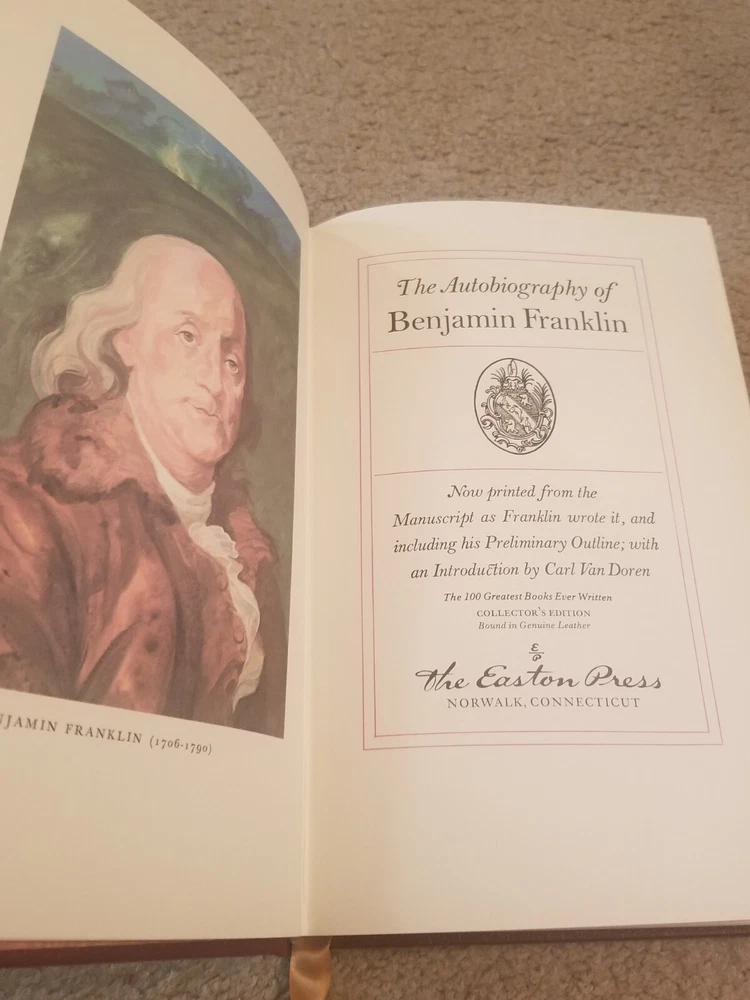 FRANKLIN (1706-1790)
The Autobiography of
Benjamin Franklin
Now printed from the
Manuscript as Franklin wrote it, and
including his Preliminary Outline; with
an Introduction by Carl Van Doren
The 100 Greatest Books Ever Written
COLLECTOR'S EDITION
Bound in Genuine Leather
The Easton Press
NORWALK, CONNECTICUT